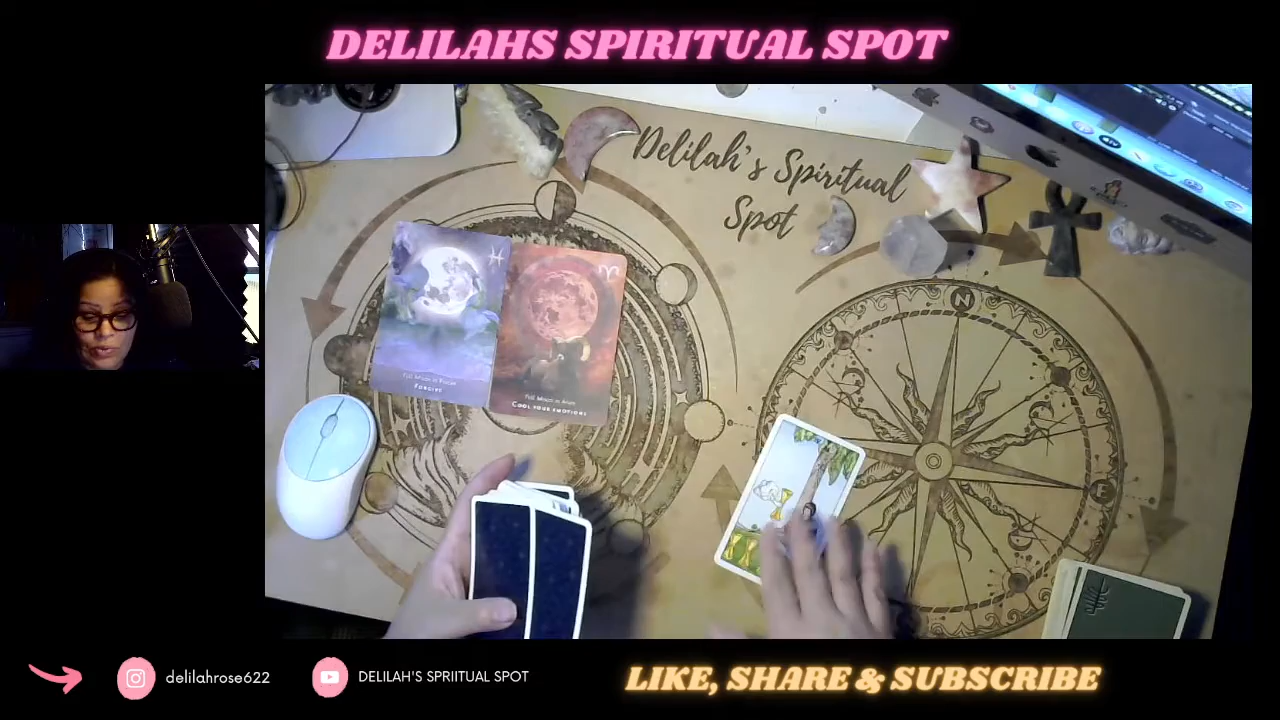 DELILAHS SPIRITUAL SPOT
Delilah's Spiritual
Spot
N
Full Moon in Pisces
FORGIVE
Full Moon in Aries
COOL YOUR EMOTIONS
delilahrose622
DELILAH'S SPRIITUAL SPOT
LIKE, SHARE & SUBSCRIBE